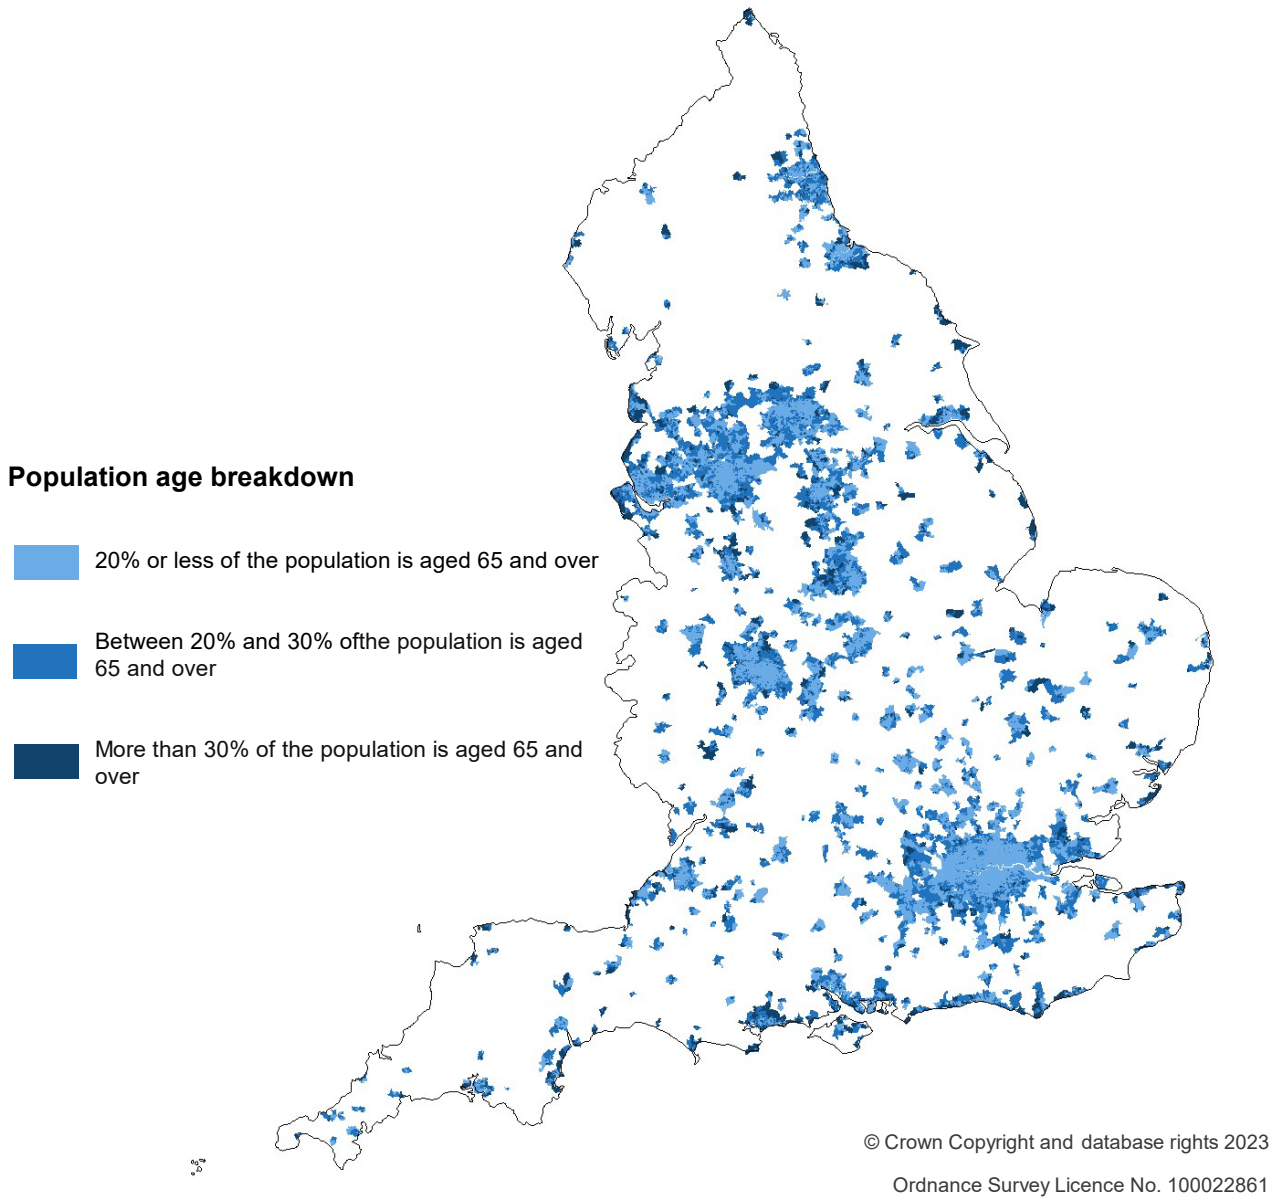 Population age breakdown
20% or less of the population is aged 65 and over
Between 20% and 30% ofthe population is aged
65 and over
More than 30% of the population is aged 65 and
over
© Crown Copyright and database rights 2023
Ordnance Survey Licence No. 100022861